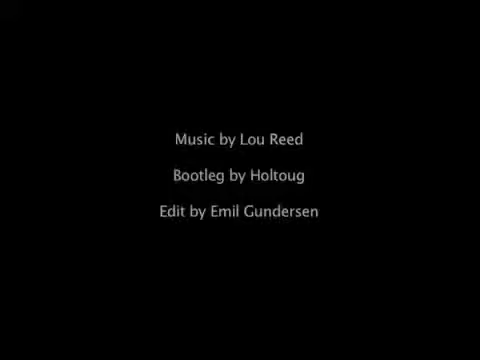 Music by Lou Reed
Bootleg by Holtoug
Edit by Emil Gundersen